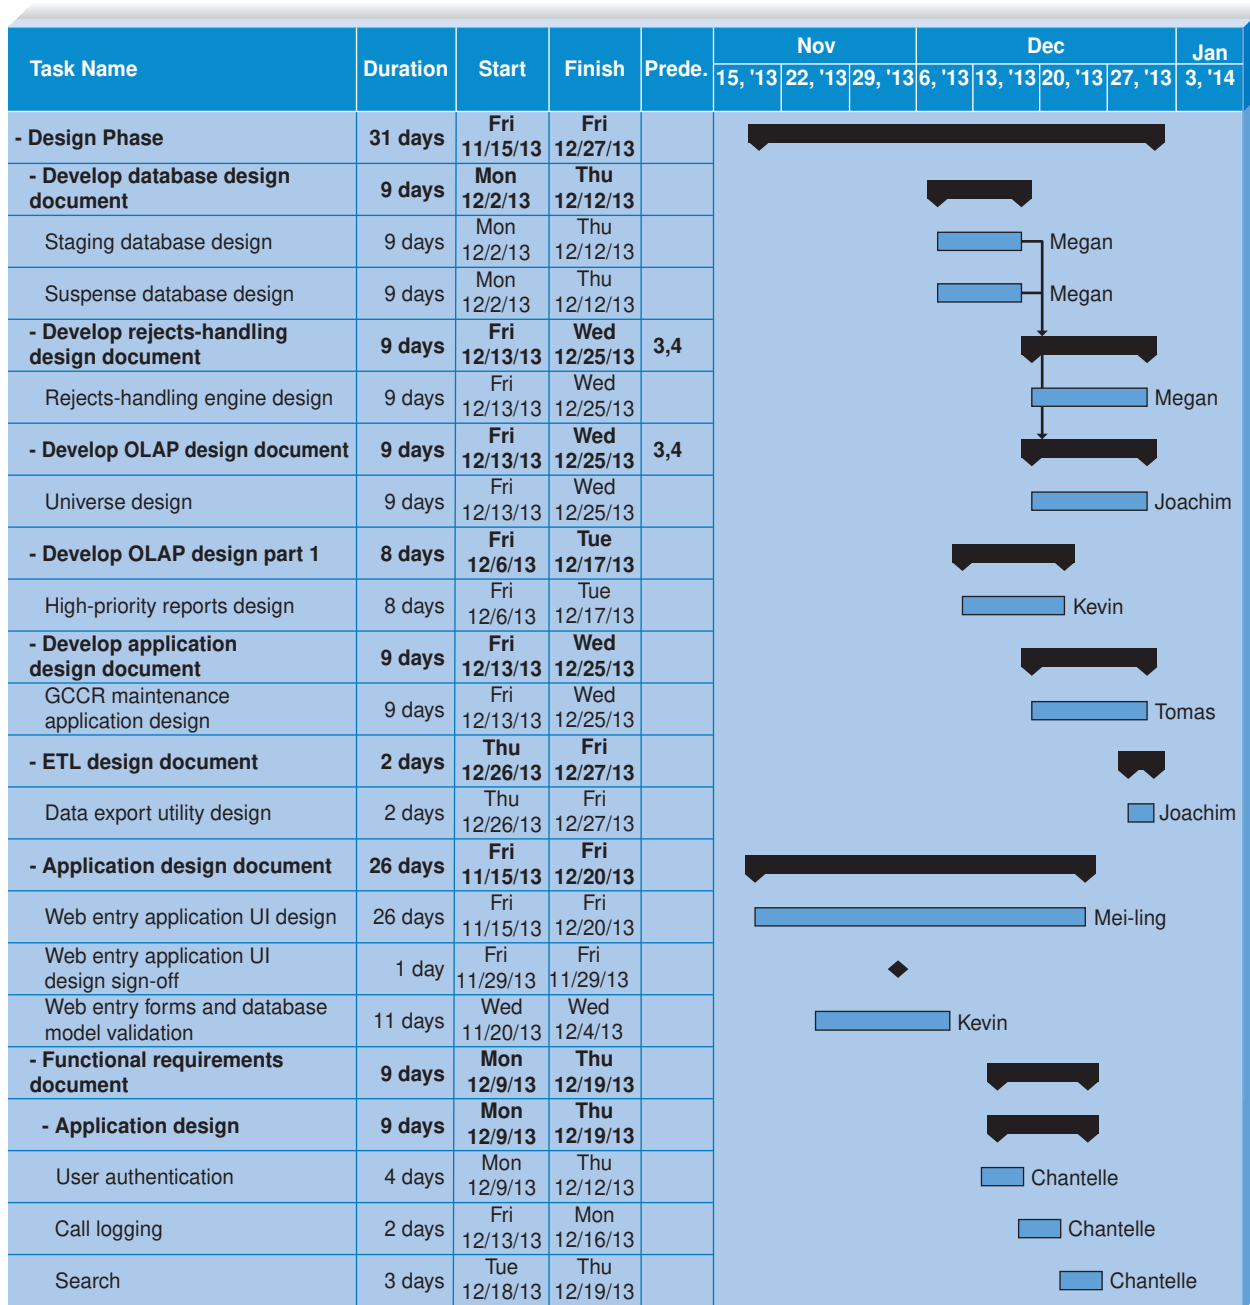 Task Name Duration Start Finish Prede. Nov Dec Jan
15, '13 22, '13 29, '13 6, '13 13, '13 20, '13 27, '13 3, '14
- Design Phase 31 days Fri 11/15/13 Fri 12/27/13
- Develop database design document 9 days Mon 12/2/13 Thu 12/12/13
Staging database design 9 days Mon 12/2/13 Thu 12/12/13 Megan
Suspense database design 9 days Mon 12/2/13 Thu 12/12/13 Megan
- Develop rejects-handling design document 9 days Fri 12/13/13 Wed 12/25/13 3,4
Rejects-handling engine design 9 days Fri 12/13/13 Wed 12/25/13 Megan
- Develop OLAP design document 9 days Fri 12/13/13 Wed 12/25/13 3,4
Universe design 9 days Fri 12/13/13 Wed 12/25/13 Joachim
- Develop OLAP design part 1 8 days Fri 12/6/13 Tue 12/17/13
High-priority reports design 8 days Fri 12/6/13 Tue 12/17/13 Kevin
- Develop application design document 9 days Fri 12/13/13 Wed 12/25/13
GCCR maintenance application design 9 days Fri 12/13/13 Wed 12/25/13 Tomas
- ETL design document 2 days Thu 12/26/13 Fri 12/27/13
Data export utility design 2 days Thu 12/26/13 Fri 12/27/13 Joachim
- Application design document 26 days Fri 11/15/13 Fri 12/20/13
Web entry application UI design 26 days Fri 11/15/13 Fri 12/20/13 Mei-ling
Web entry application UI design sign-off 1 day Fri 11/29/13 Fri 11/29/13
Web entry forms and database model validation 11 days Wed 11/20/13 Wed 12/4/13 Kevin
- Functional requirements document 9 days Mon 12/9/13 Thu 12/19/13
- Application design 9 days Mon 12/9/13 Thu 12/19/13
User authentication 4 days Mon 12/9/13 Thu 12/12/13 Chantelle
Call logging 2 days Fri 12/13/13 Mon 12/16/13 Chantelle
Search 3 days Tue 12/18/13 Thu 12/19/13 Chantelle